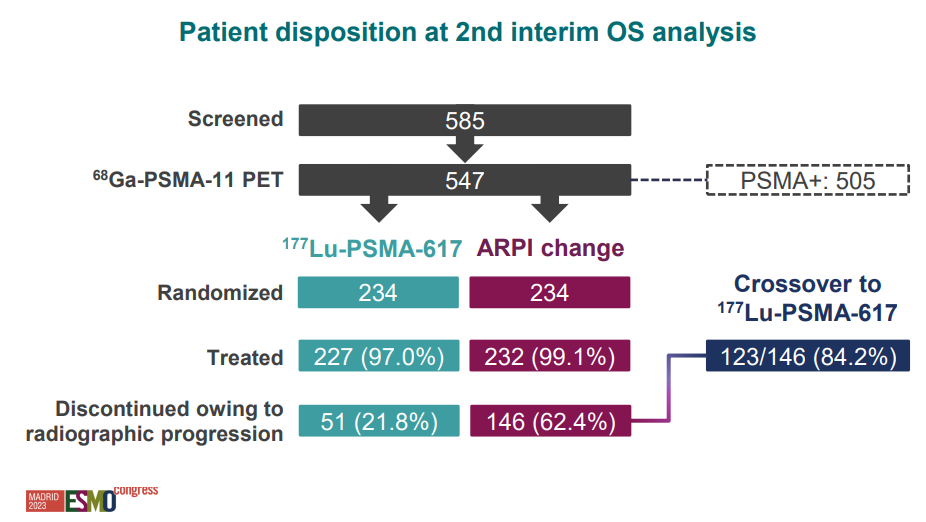 Patient disposition at 2nd interim OS analysis
Screened
585
⁶⁸Ga-PSMA-11 PET
547
PSMA+: 505
¹⁷⁷Lu-PSMA-617
ARPI change
Randomized
234
234
Crossover to
¹⁷⁷Lu-PSMA-617
Treated
227 (97.0%)
232 (99.1%)
123/146 (84.2%)
Discontinued owing to
radiographic progression
51 (21.8%)
146 (62.4%)
MADRID
2023
ESMO
congress